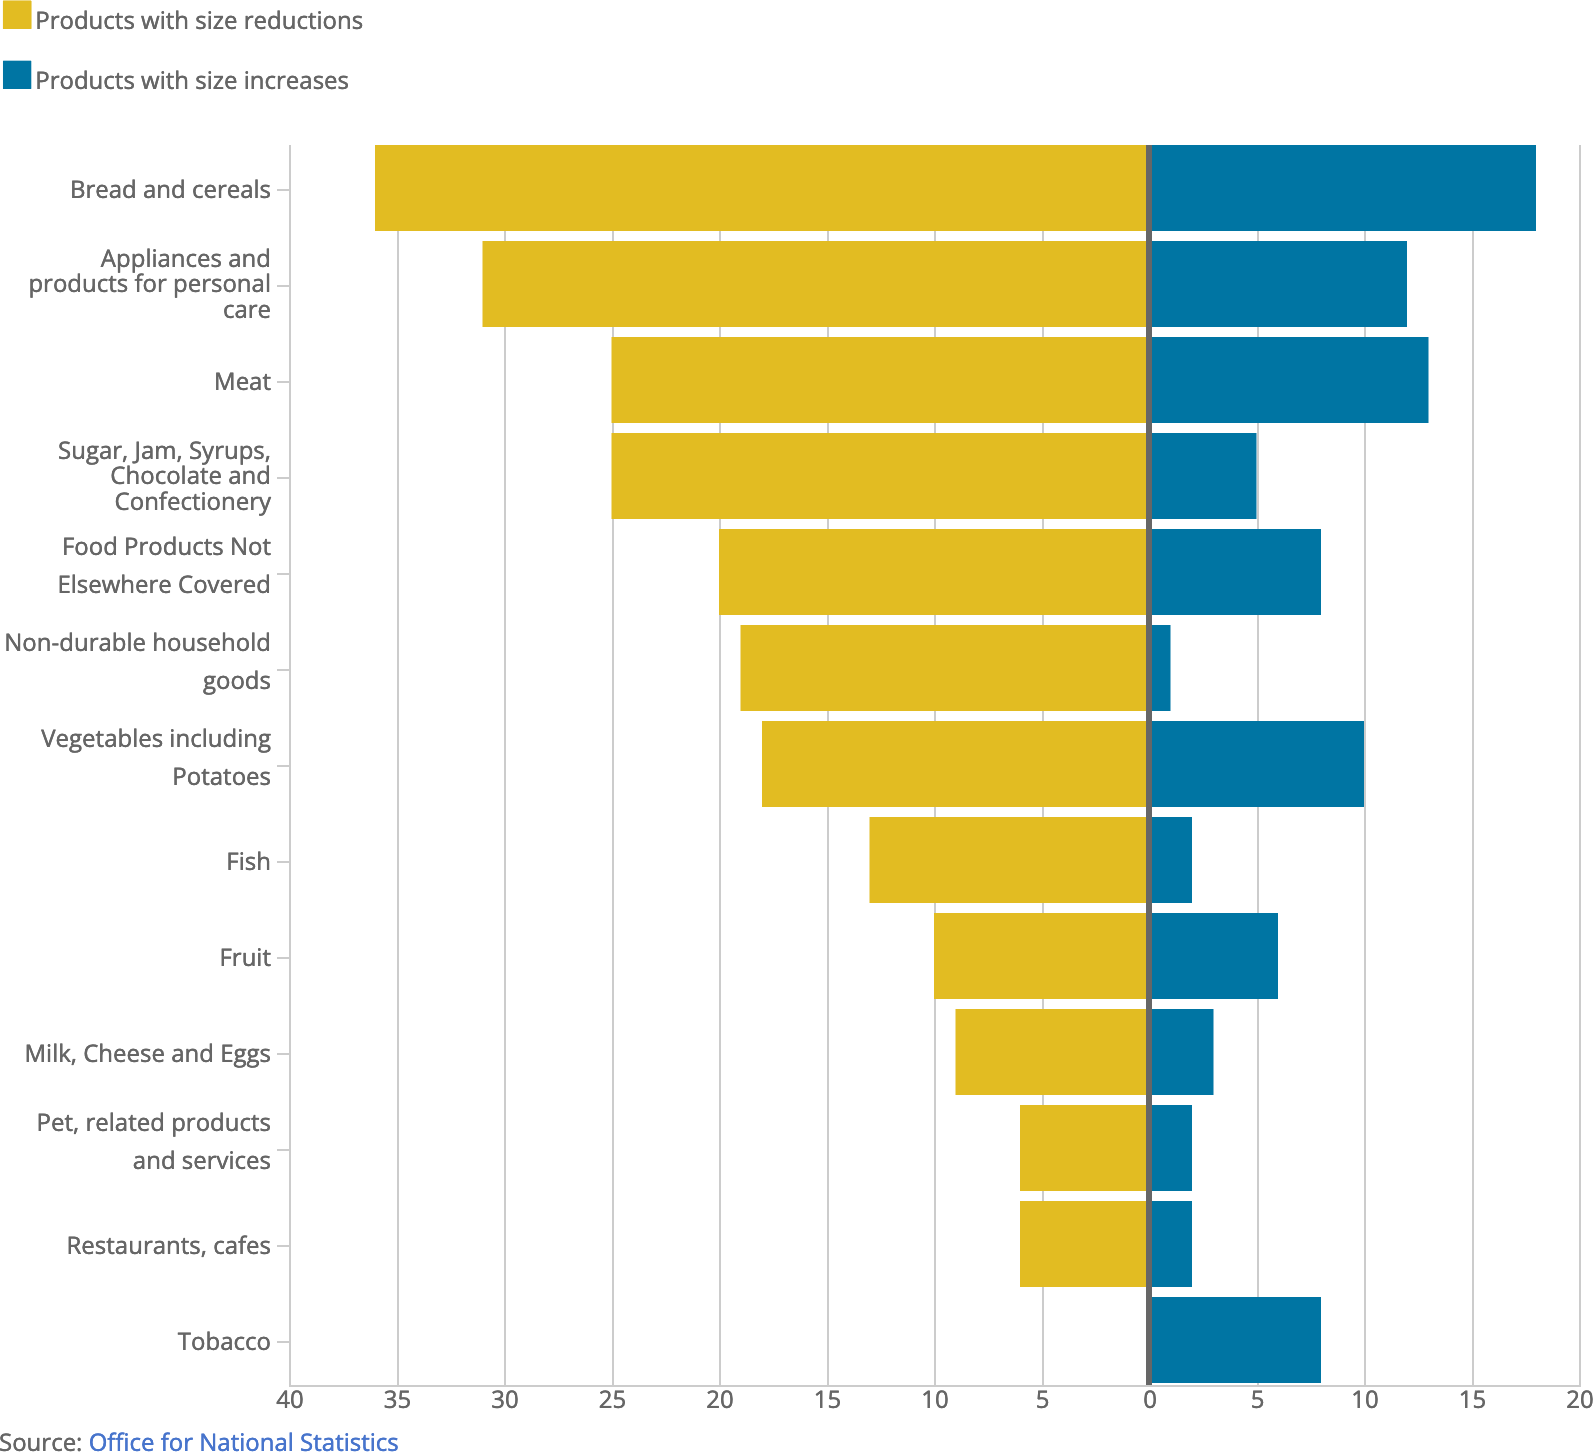 Products with size reductions
Products with size increases
Bread and cereals
Appliances and
products for personal
care
Meat
Sugar, Jam, Syrups,
Chocolate and
Confectionery
Food Products Not
Elsewhere Covered
Non-durable household
goods
Vegetables including
Potatoes
Fish
Fruit
Milk, Cheese and Eggs
Pet, related products
and services
Restaurants, cafes
Tobacco
40 35 30 25 20 15 10 5 0 5 10 15 20
Source: Office for National Statistics